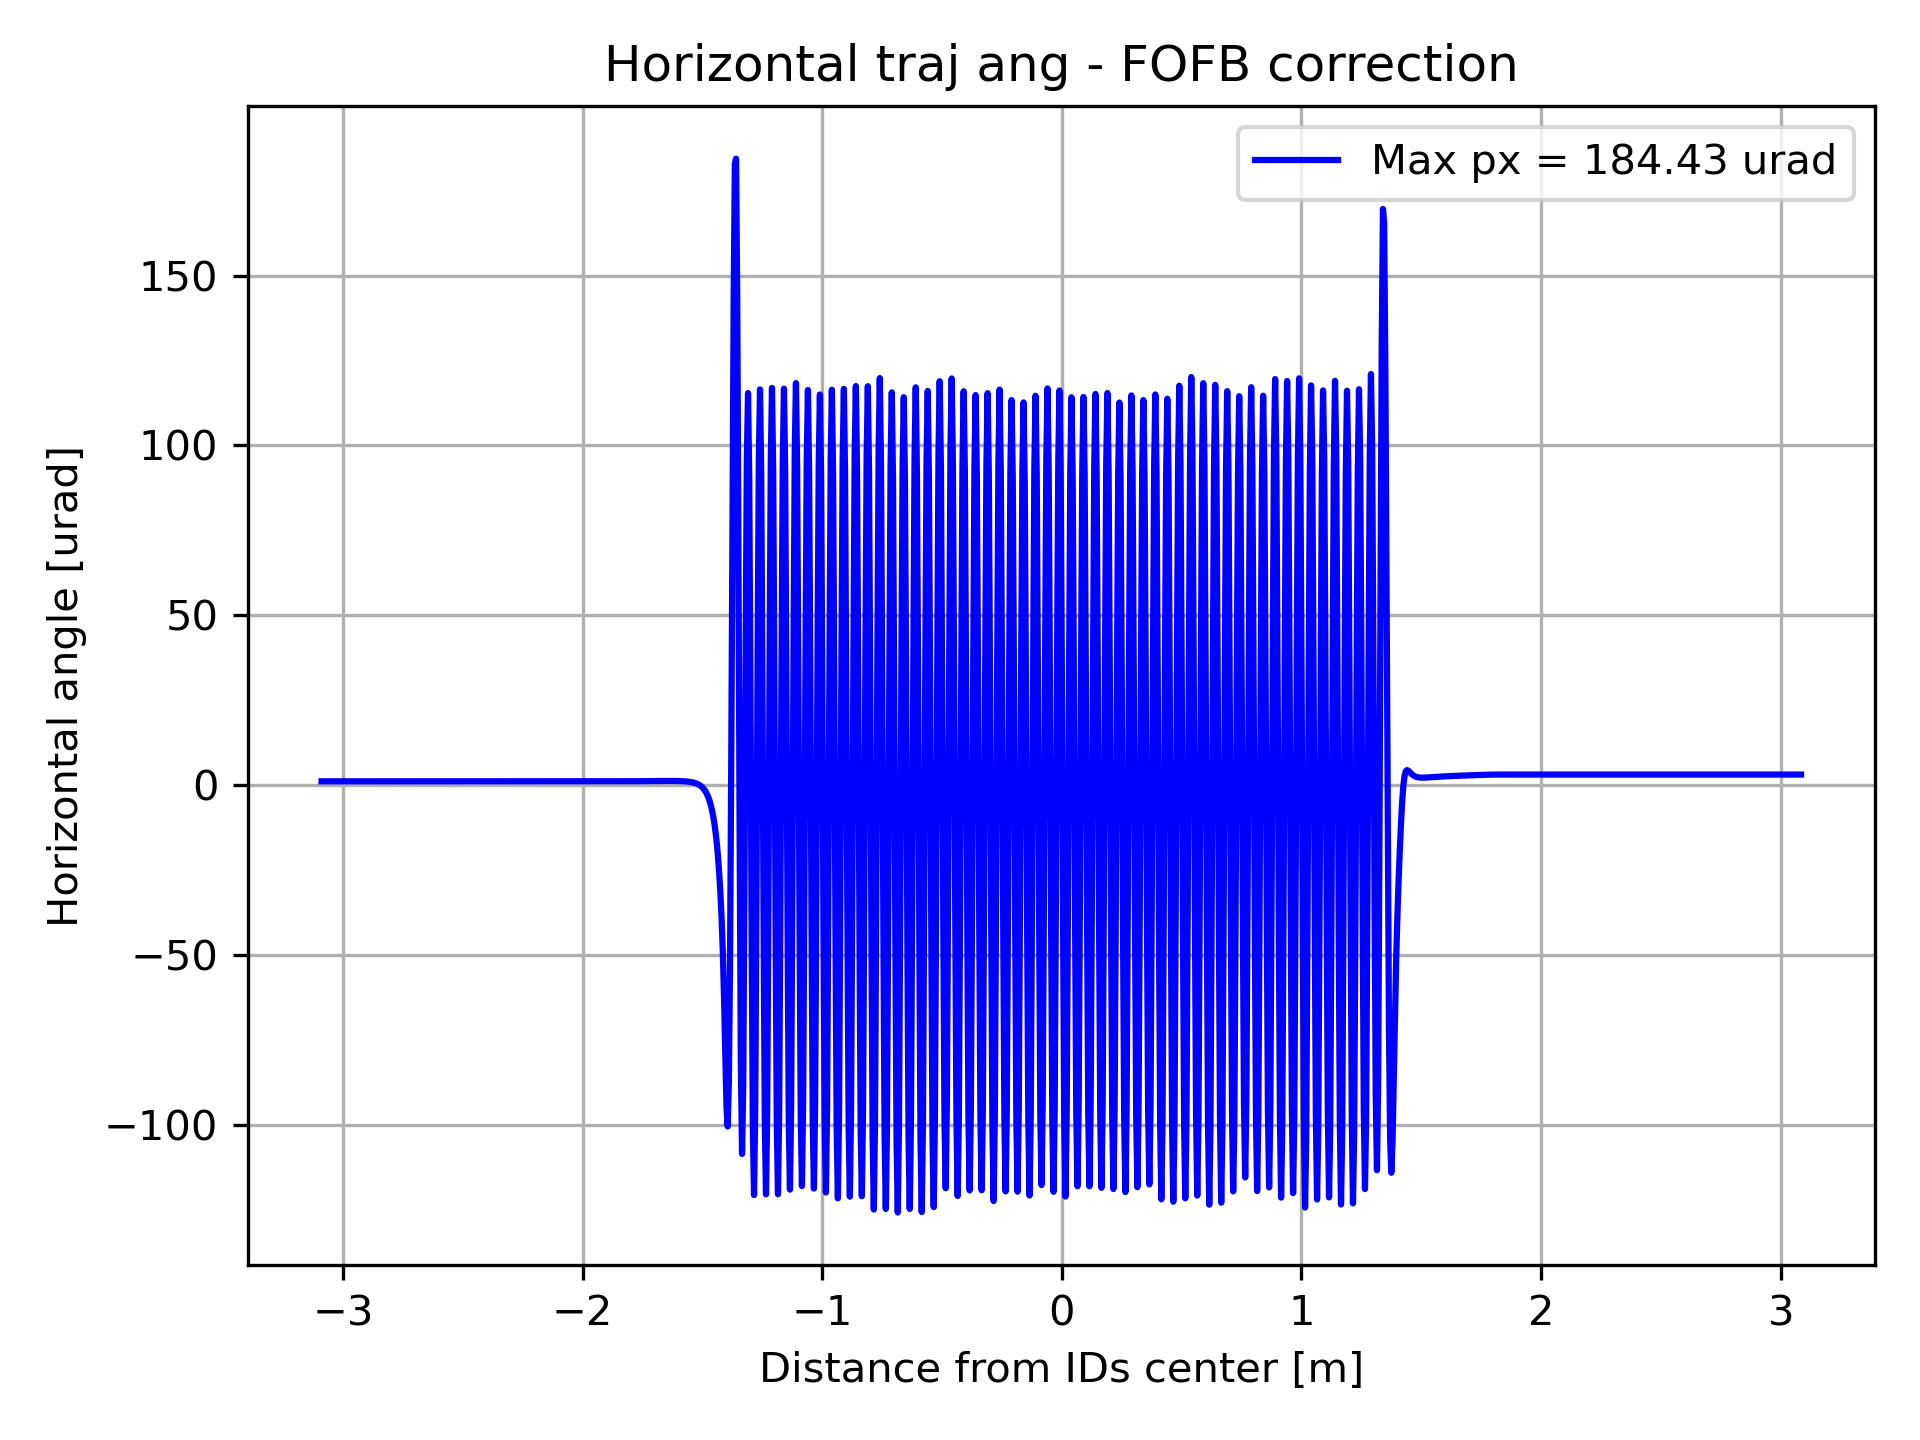 Horizontal traj ang - FOFB correction
Max px = 184.43 urad
Horizontal angle [urad]
150
100
50
0
−50
−100
−3 −2 −1 0 1 2 3
Distance from IDs center [m]